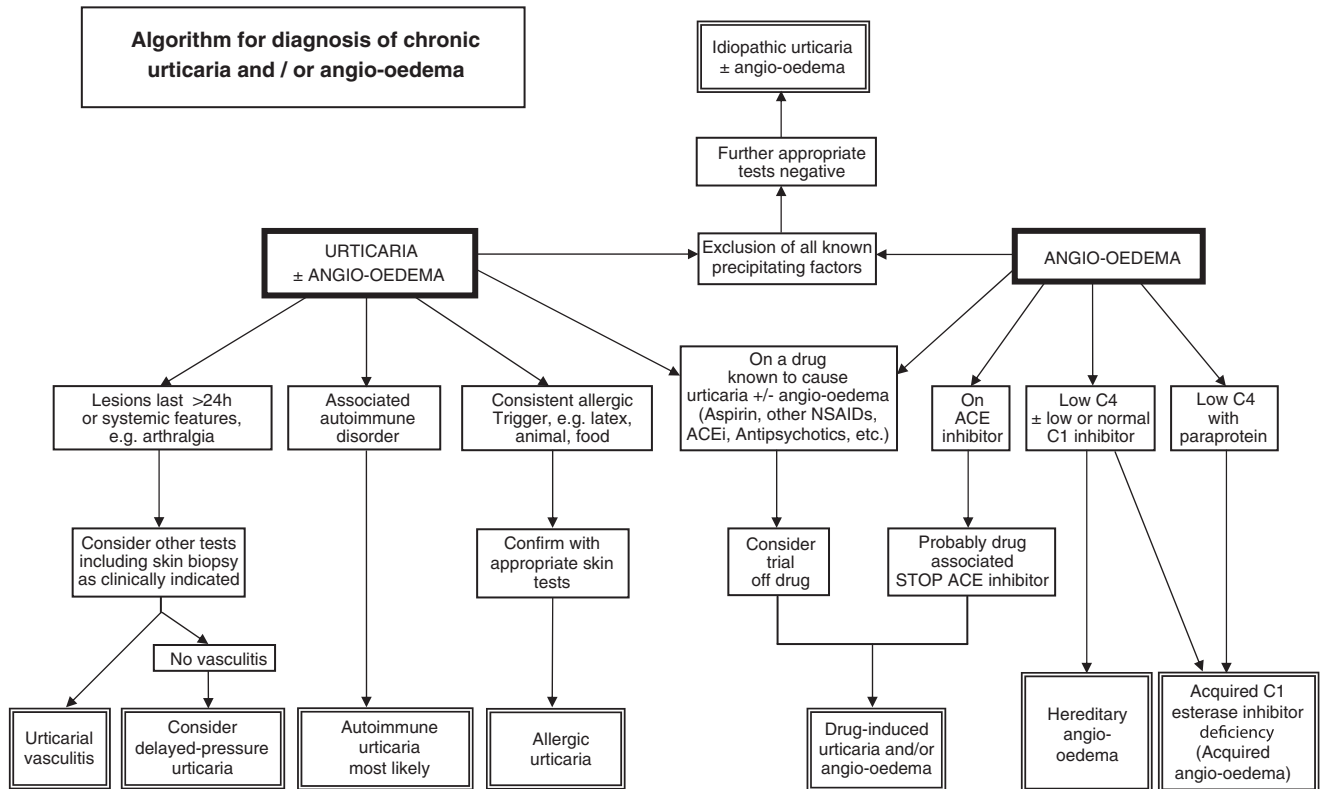 Algorithm for diagnosis of chronic
urticaria and / or angio-oedema
Idiopathic urticaria
± angio-oedema
Further appropriate
tests negative
URTICARIA
± ANGIO-OEDEMA
Exclusion of all known
precipitating factors
ANGIO-OEDEMA
Lesions last >24h
or systemic features,
e.g. arthralgia
Associated
autoimmune
disorder
Consistent allergic
Trigger, e.g. latex,
animal, food
On a drug
known to cause
urticaria +/- angio-oedema
(Aspirin, other NSAIDs,
ACEi, Antipsychotics, etc.)
On
ACE
inhibitor
Low C4
± low or normal
C1 inhibitor
Low C4
with
paraprotein
Consider other tests
including skin biopsy
as clinically indicated
Confirm with
appropriate skin
tests
Consider
trial
off drug
Probably drug
associated
STOP ACE inhibitor
No vasculitis
Urticarial
vasculitis
Consider
delayed-pressure
urticaria
Autoimmune
urticaria
most likely
Allergic
urticaria
Drug-induced
urticaria and/or
angio-oedema
Hereditary
angio-
oedema
Acquired C1
esterase inhibitor
deficiency
(Acquired
angio-oedema)